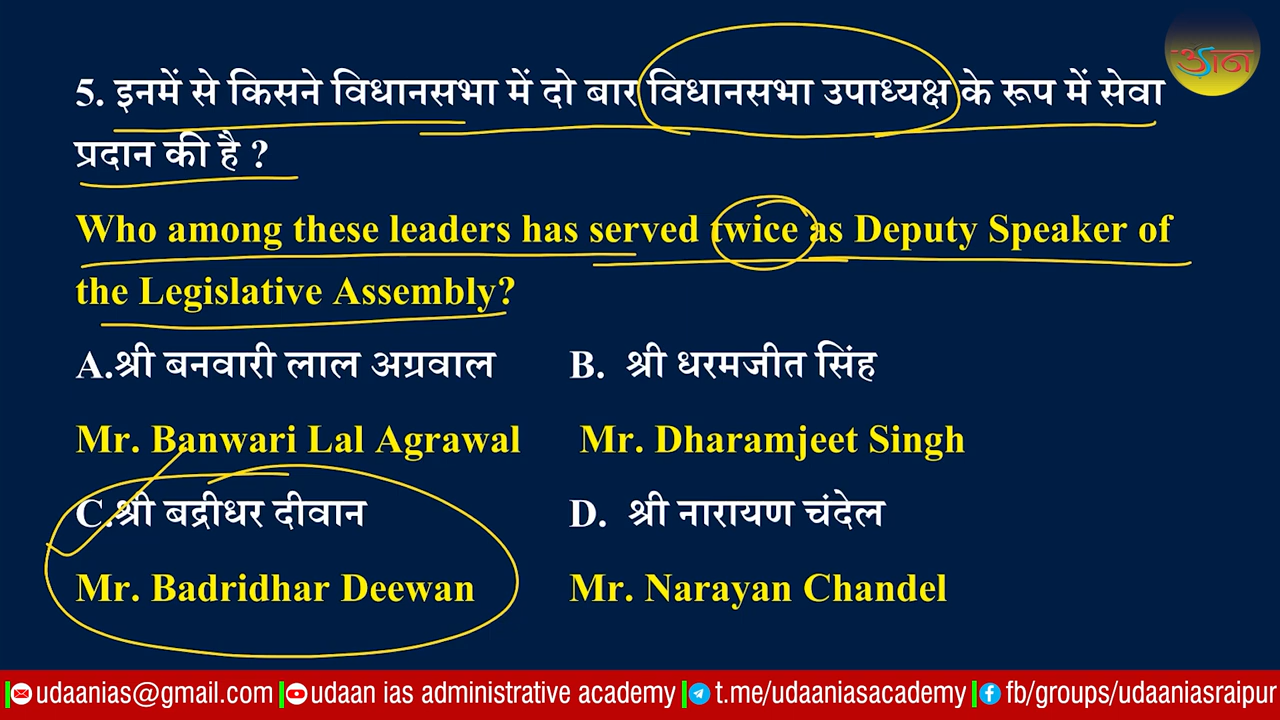 उड़ान
5. इनमें से किसने विधानसभा में दो बार विधानसभा उपाध्यक्ष के रूप में सेवा
प्रदान की है ?
Who among these leaders has served twice as Deputy Speaker of
the Legislative Assembly?
A.श्री बनवारी लाल अग्रवाल B. श्री धरमजीत सिंह
Mr. Banwari Lal Agrawal Mr. Dharamjeet Singh
C.श्री बद्रीधर दीवान D. श्री नारायण चंदेल
Mr. Badridhar Deewan Mr. Narayan Chandel
udaanias@gmail.com udaan ias administrative academy t.me/udaaniasacademy fb/groups/udaaniasraipur